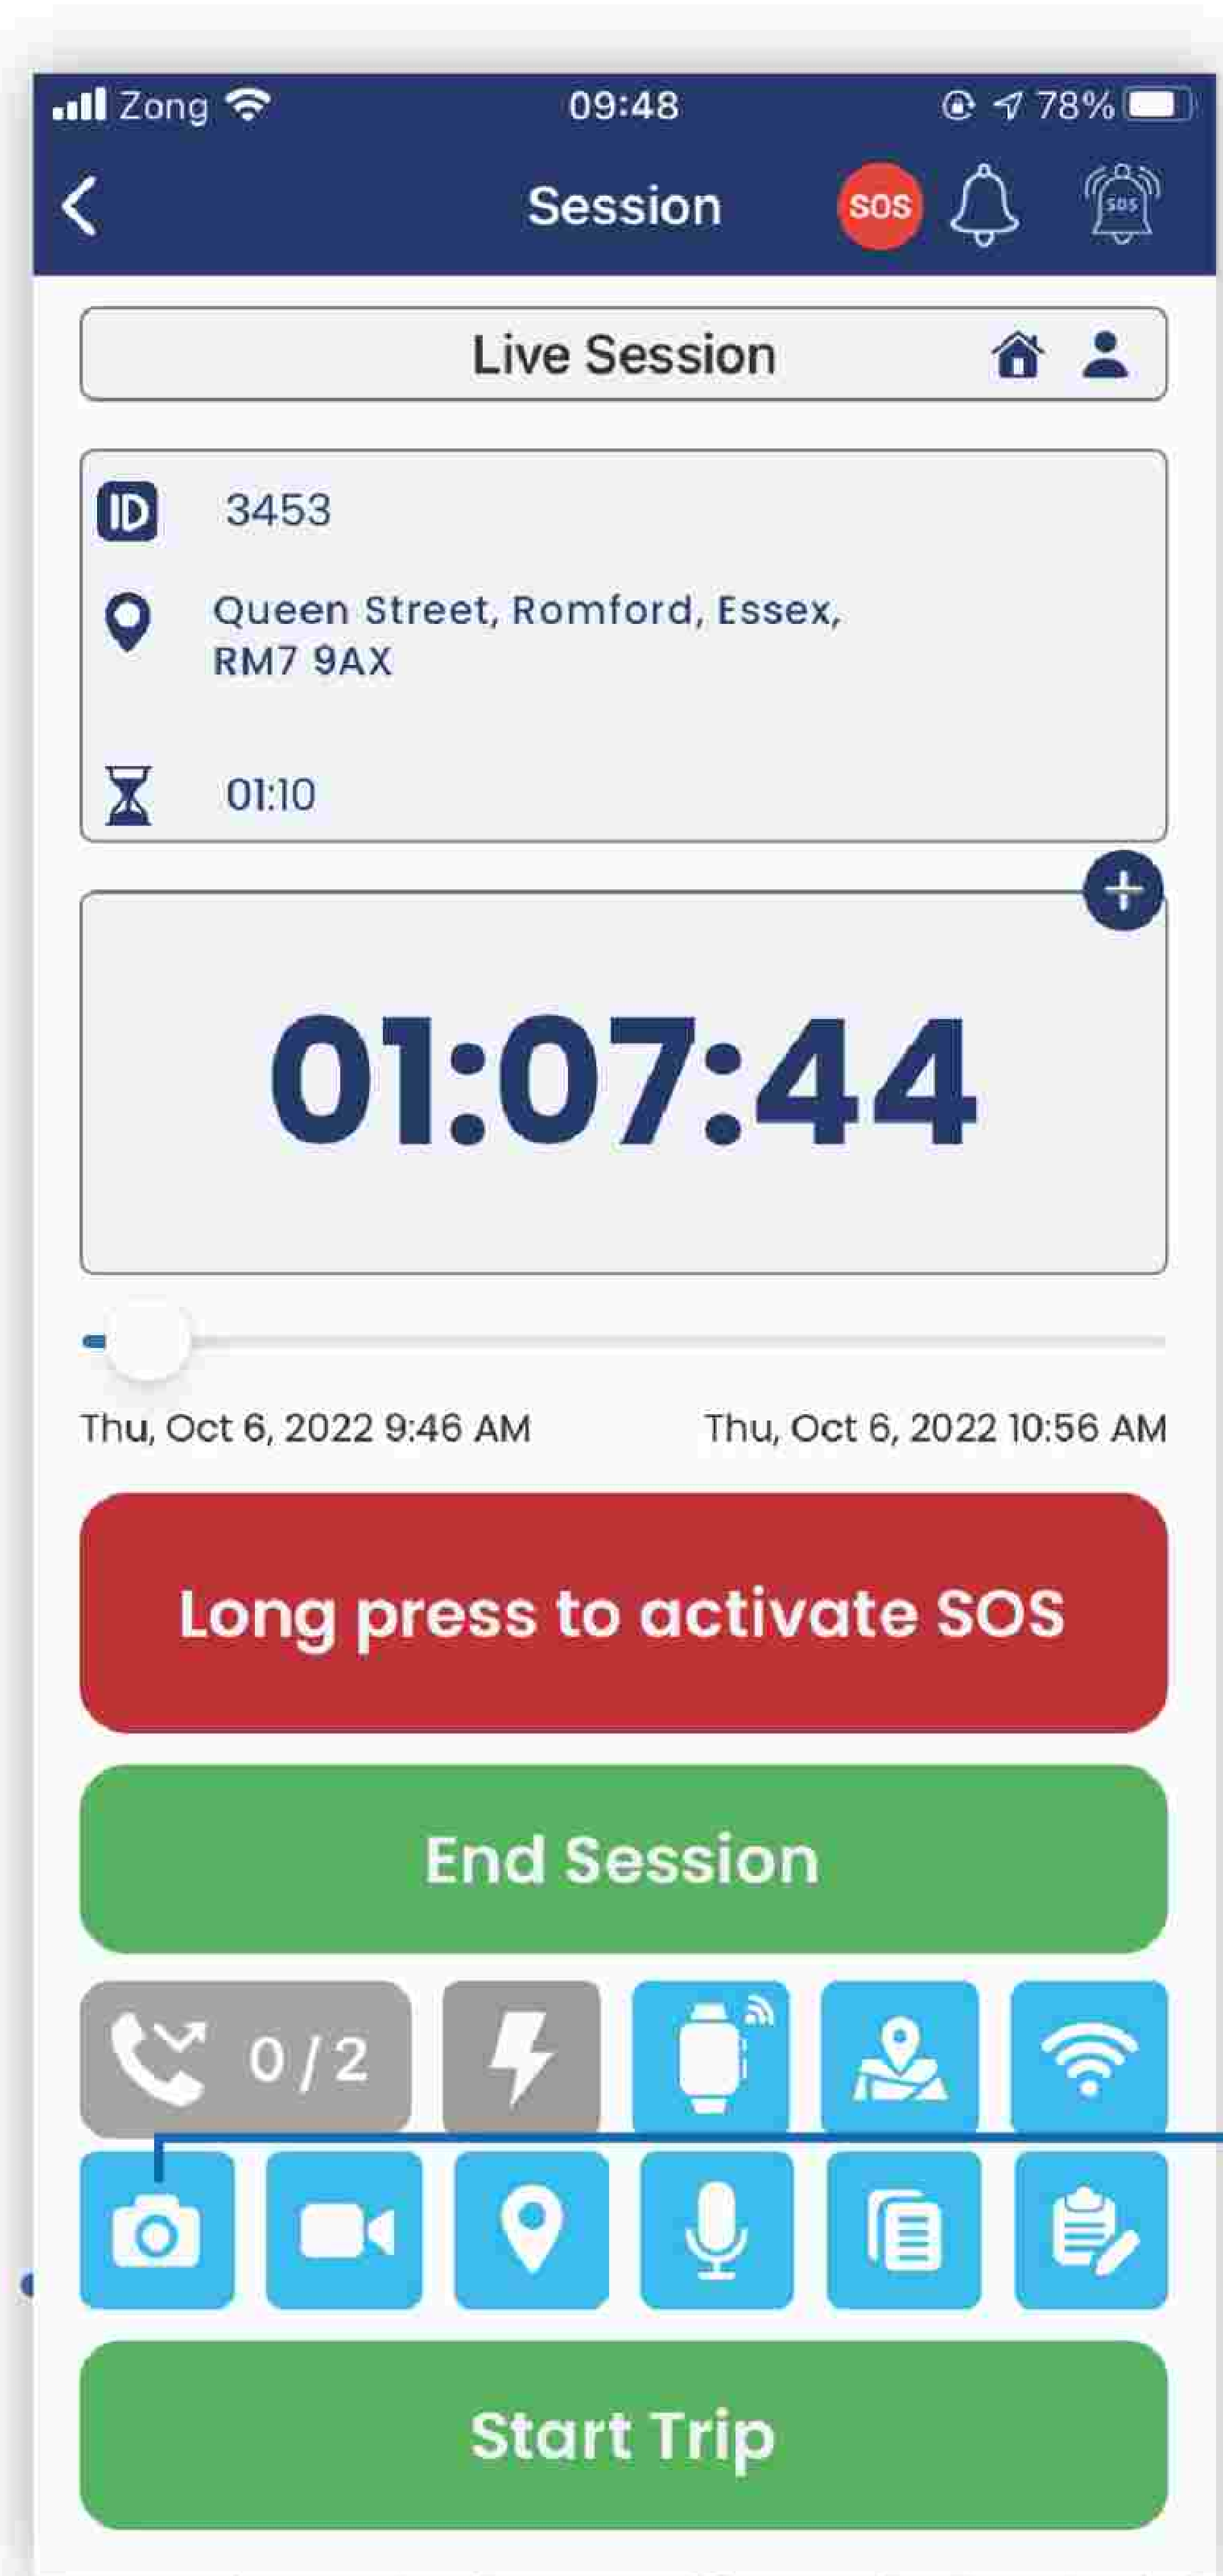 Zong 09:48 78%
Session SOS SOS
Live Session
ID 3453
Queen Street, Romford, Essex,
RM7 9AX
01:10
+
01:07:44
Thu, Oct 6, 2022 9:46 AM Thu, Oct 6, 2022 10:56 AM
Long press to activate SOS
End Session
0/2
Start Trip